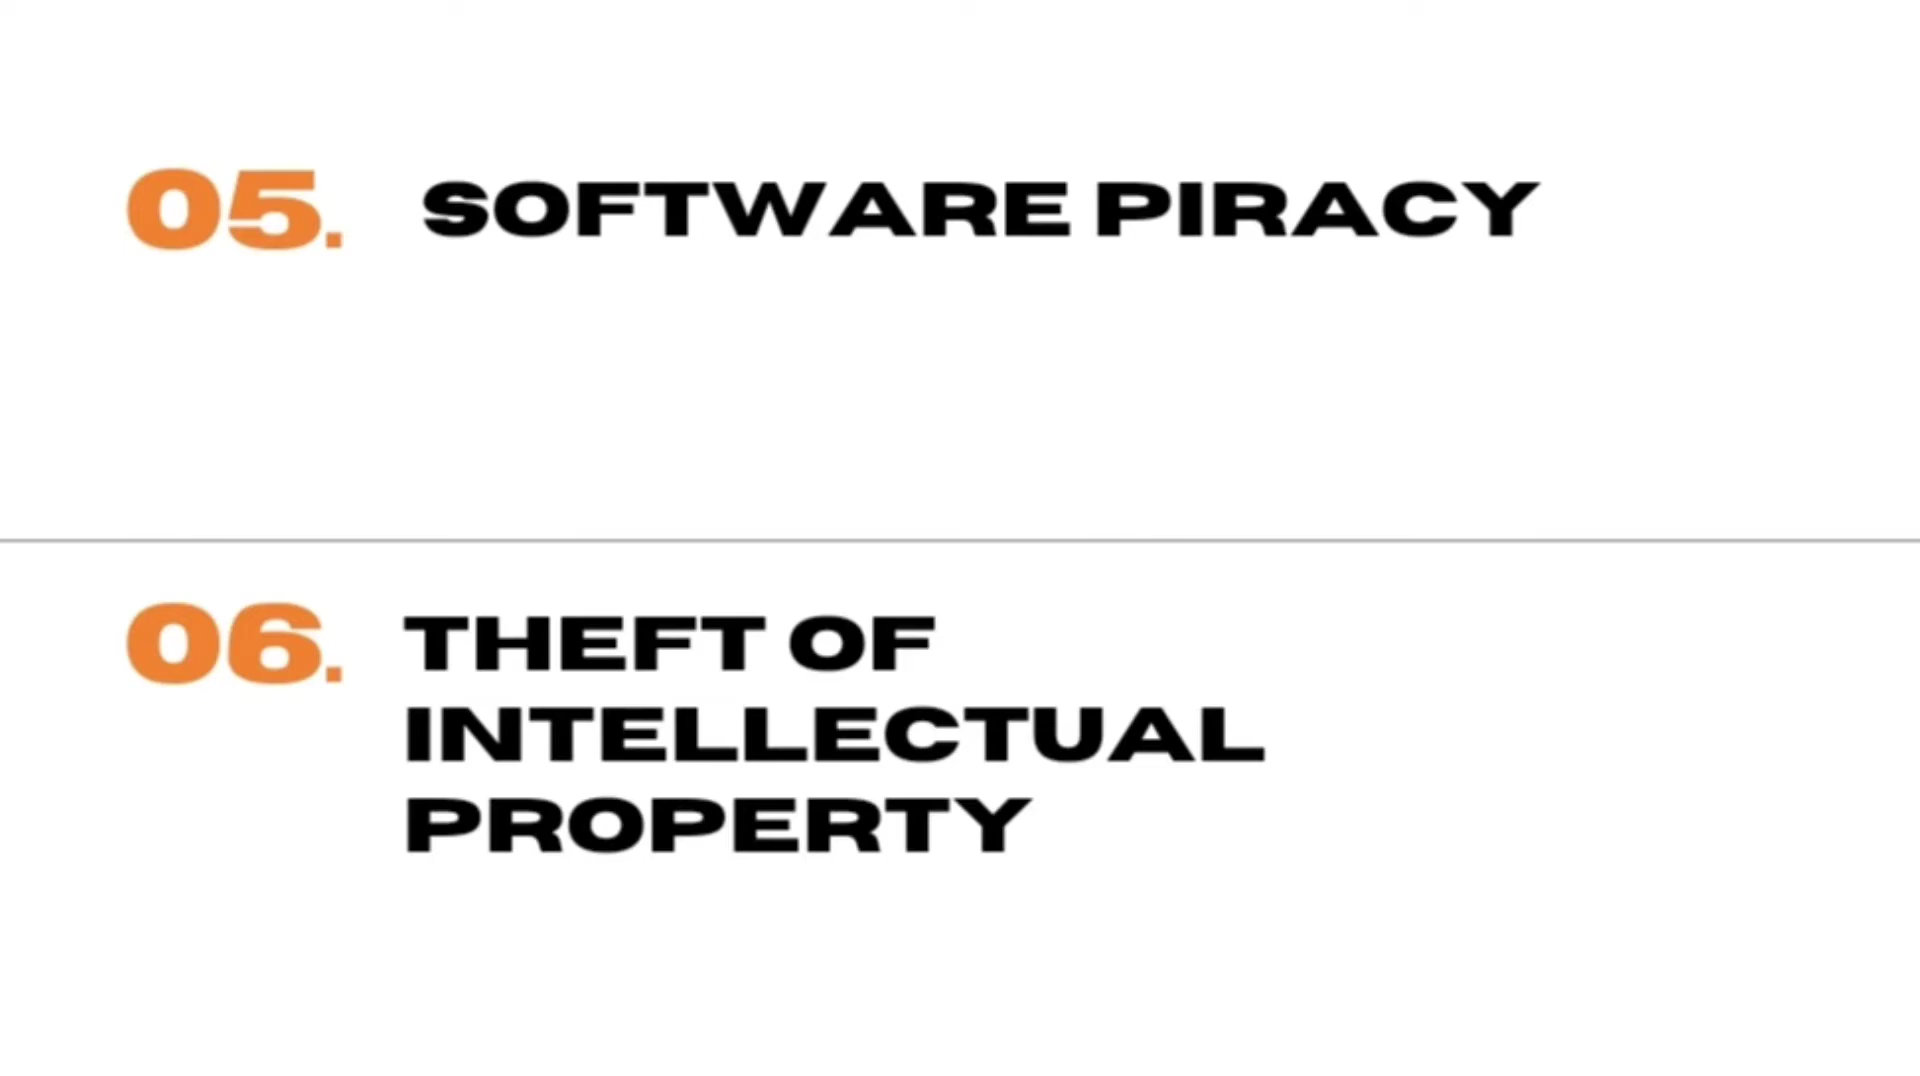 05. SOFTWARE PIRACY
06. THEFT OF
INTELLECTUAL
PROPERTY